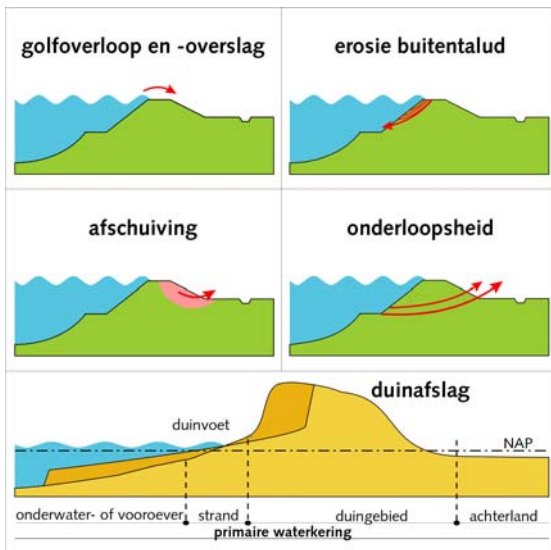 golfoverloop en -overslag
erosie buitentalud
afschuiving
onderloopsheid
duinafslag
duinvoet
NAP
onderwater- of vooroever
strand
duingebied
achterland
primaire waterkering